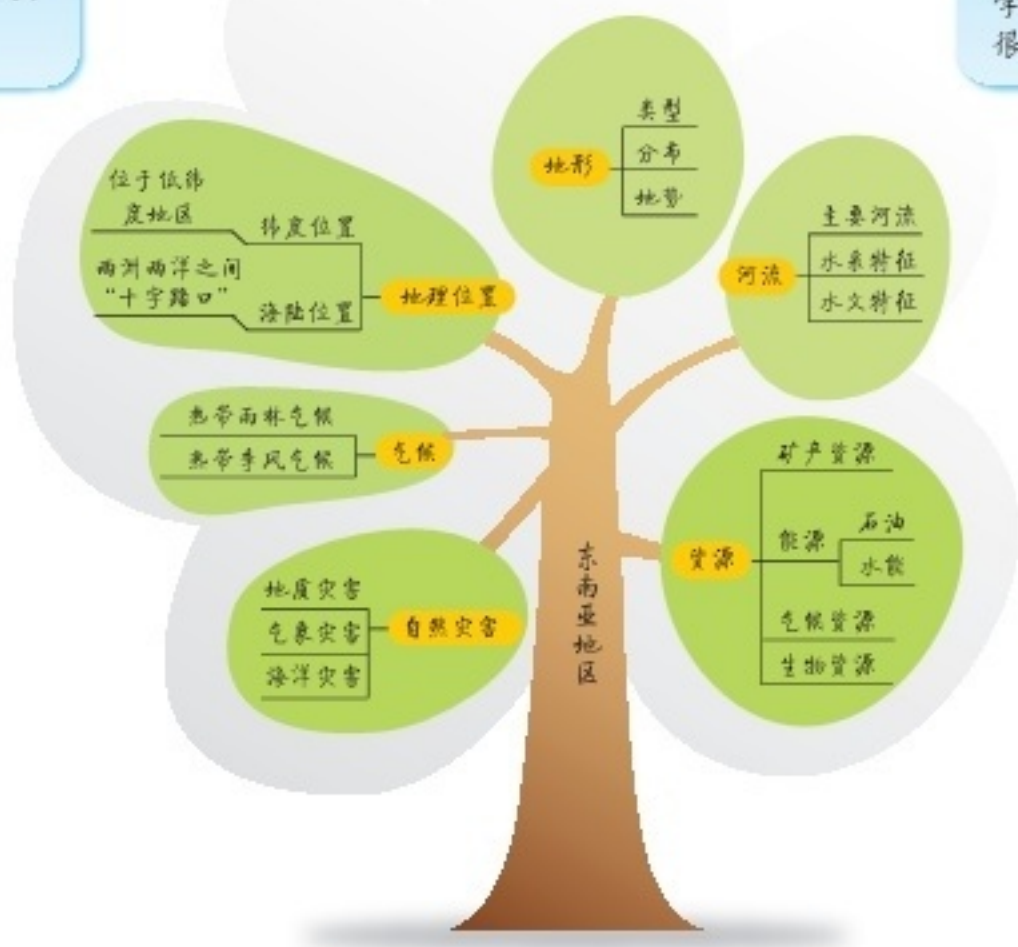 很
类型
分布
地势
地形
位于低纬
度地区
纬度位置
两洲两洋之间
“十字路口”
海陆位置
地理位置
主要河流
水系特征
水文特征
河流
热带雨林气候
热带季风气候
气候
矿产资源
能源
石油
水能
气候资源
生物资源
资源
地质灾害
气象灾害
海洋灾害
自然灾害
东南亚地区